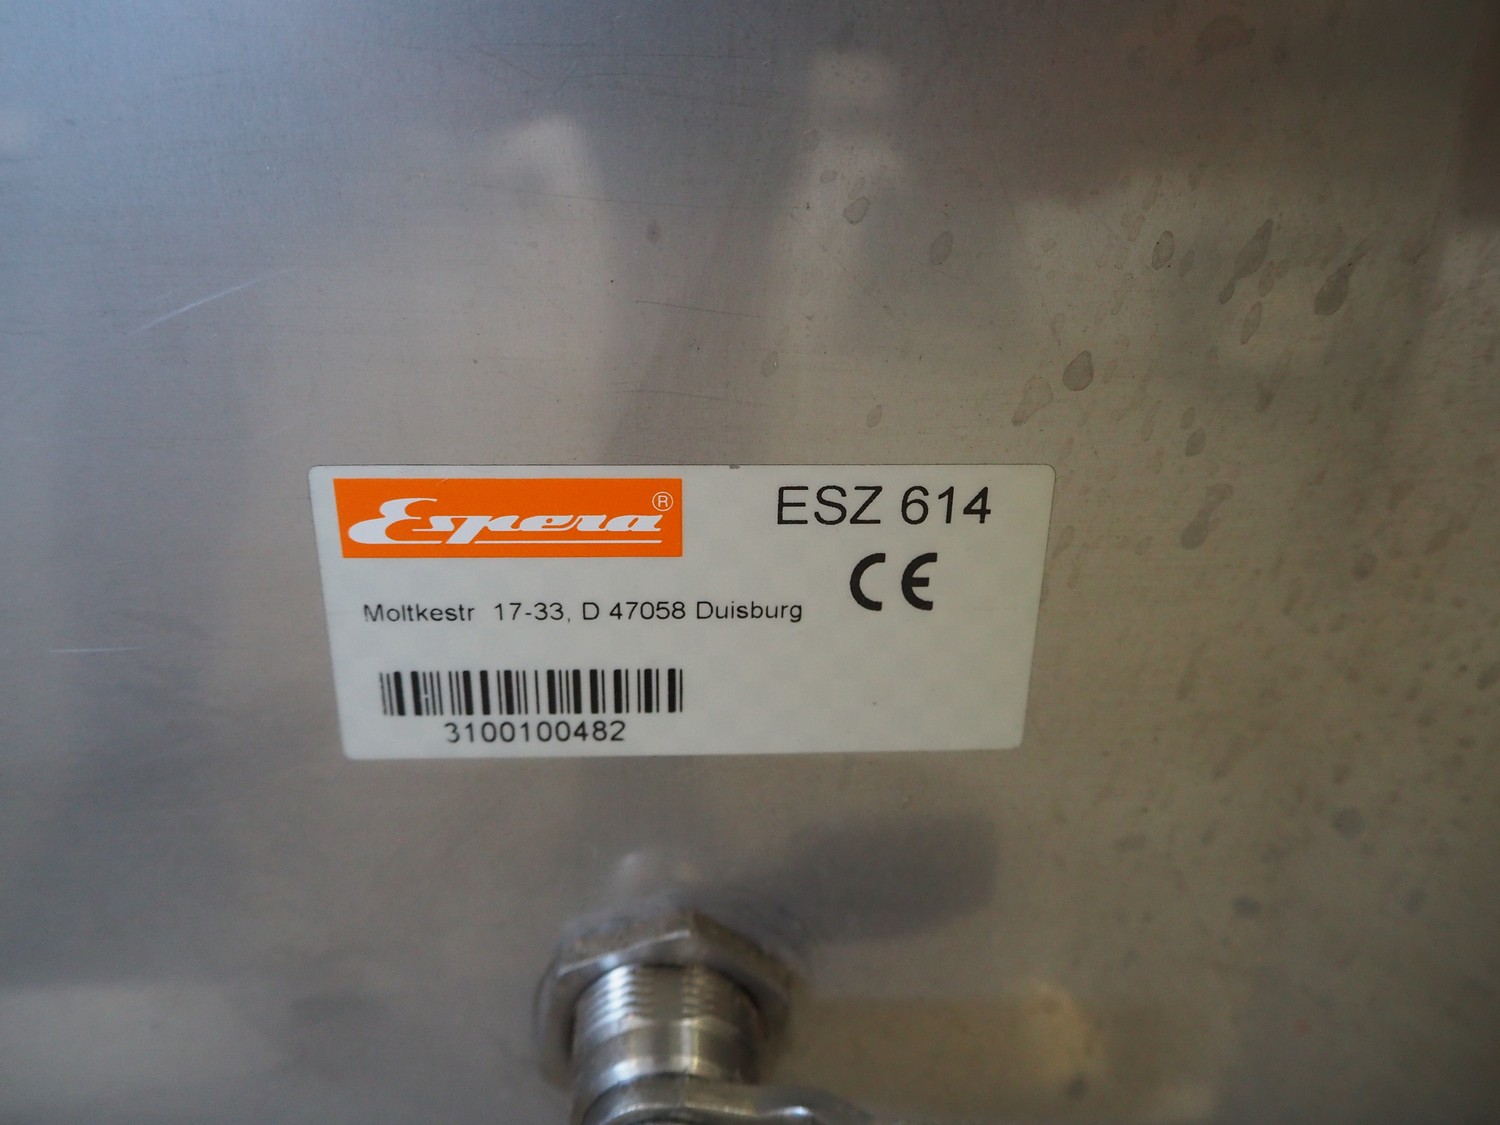 Espera®
ESZ 614
CE
Moltkestr 17-33, D 47058 Duisburg
3100100482